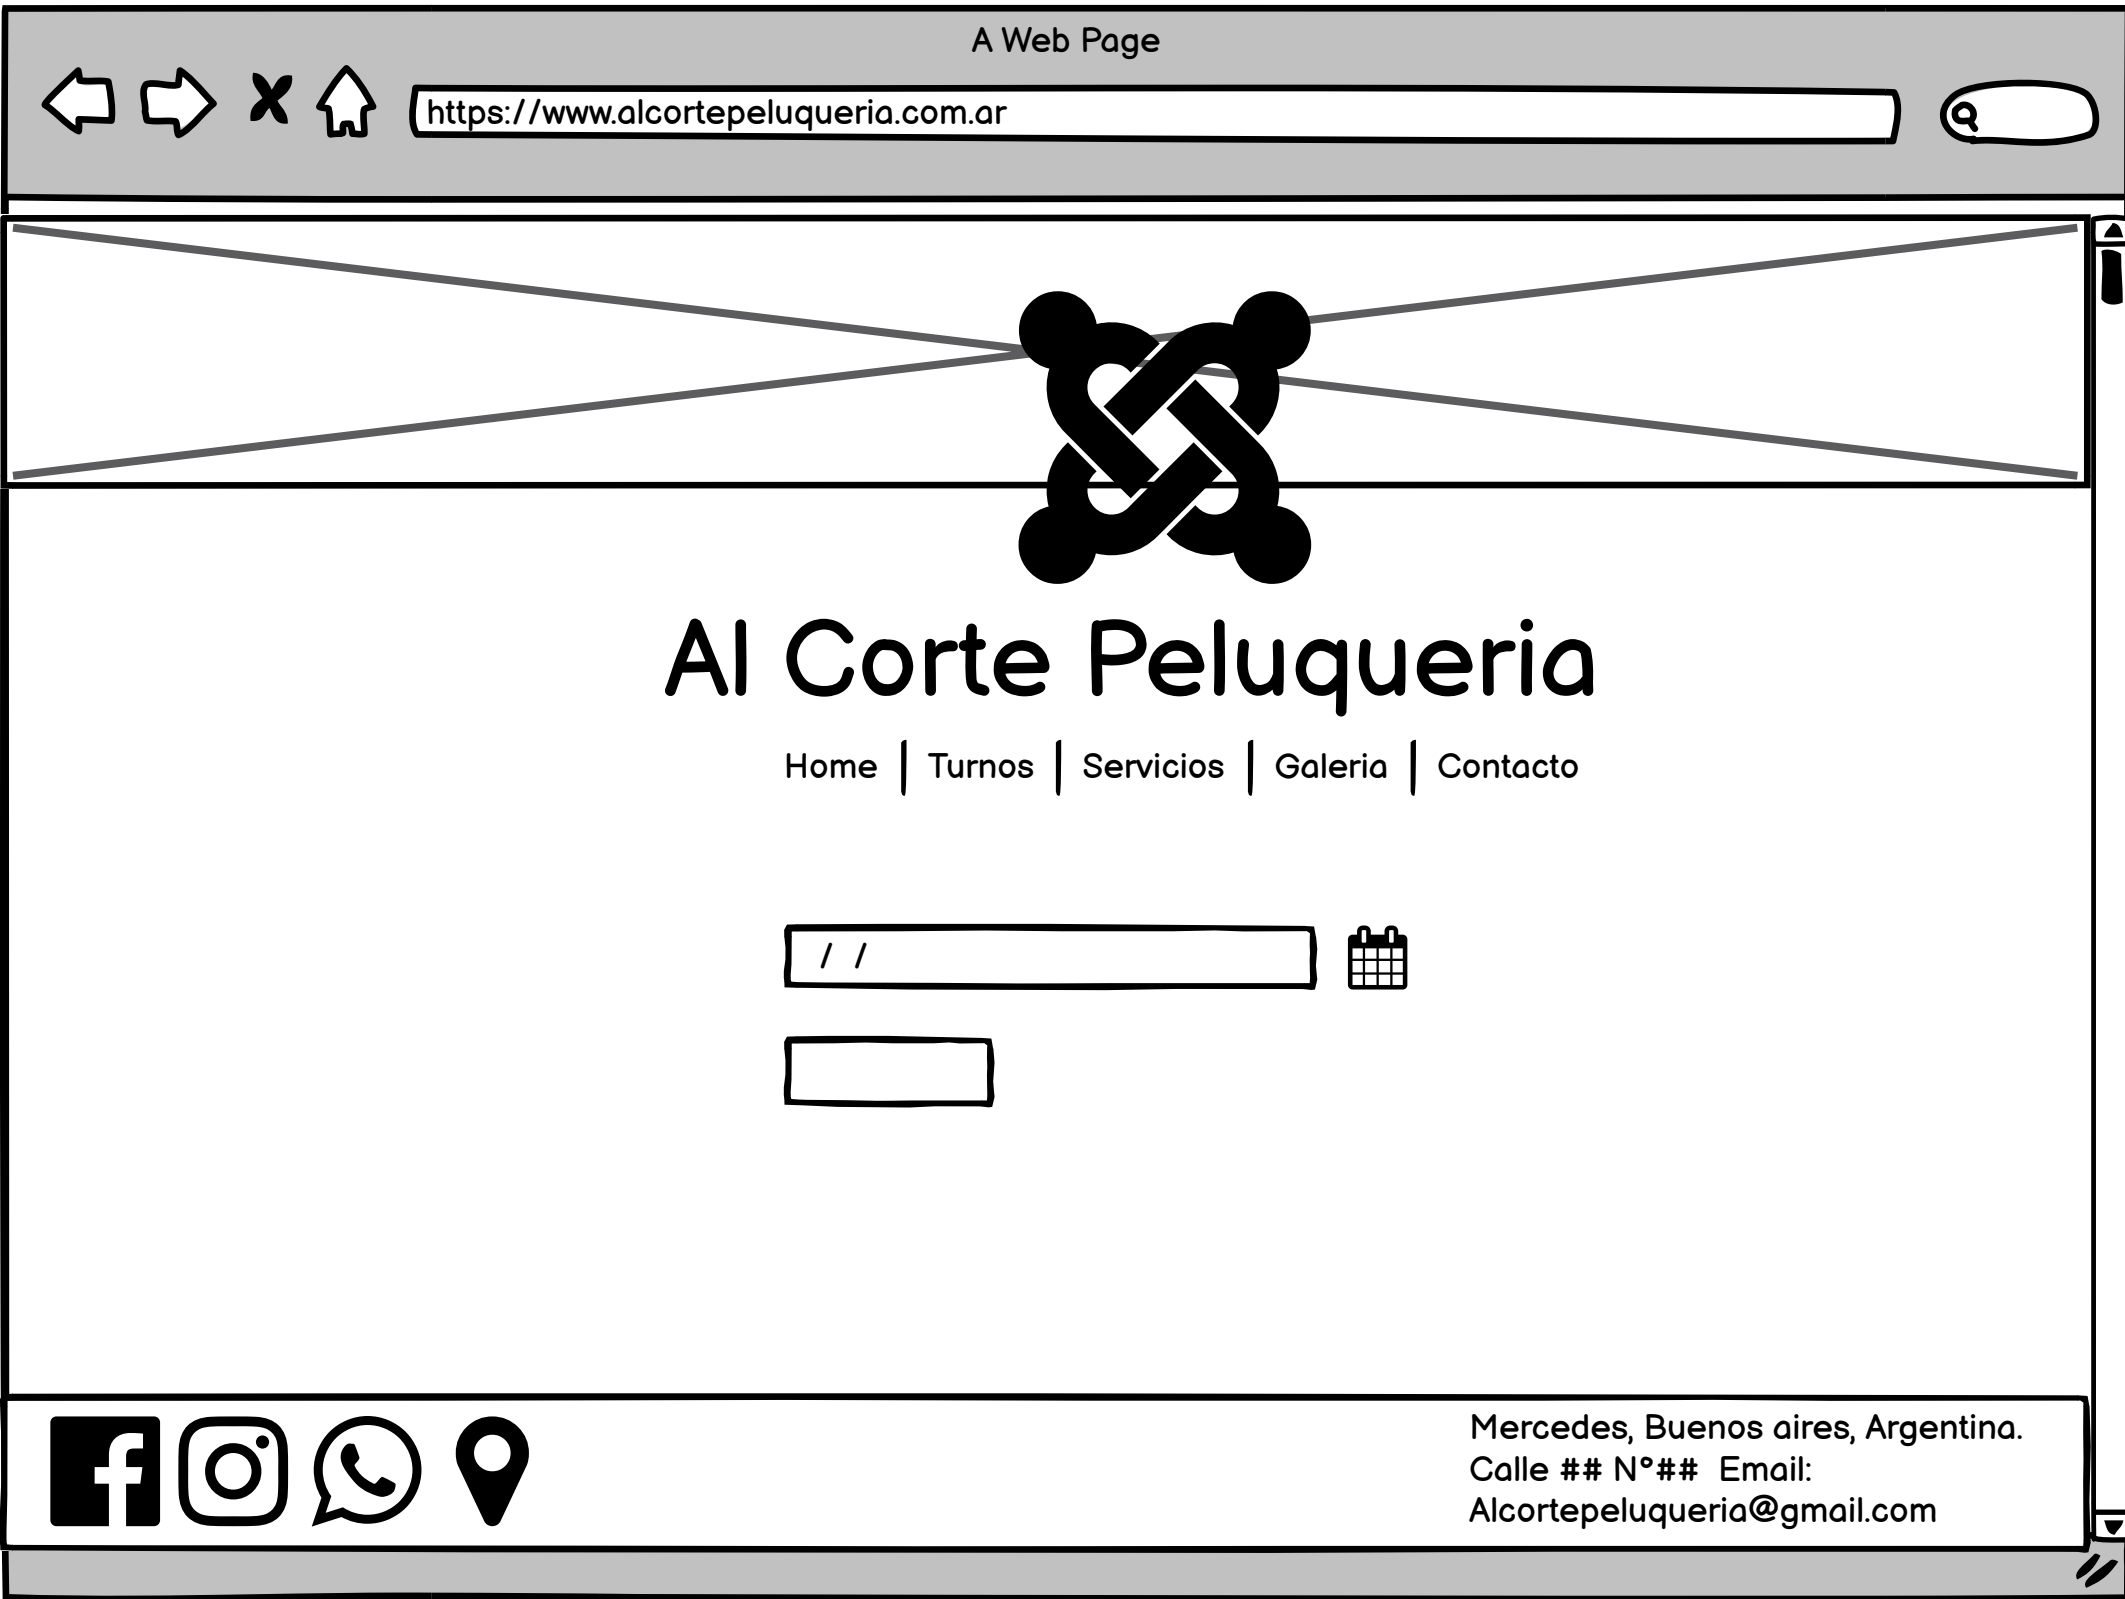 A Web Page
https://www.alcortepeluqueria.com.ar
Al Corte Peluqueria
Home | Turnos | Servicios | Galeria | Contacto
/ /
Mercedes, Buenos aires, Argentina.
Calle ## N°## Email:
Alcortepeluqueria@gmail.com